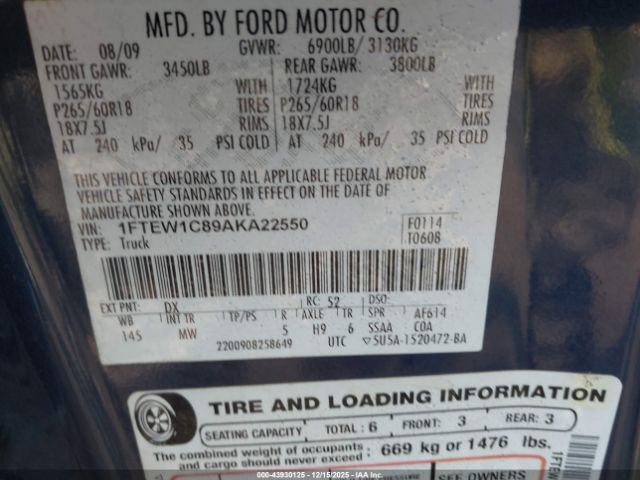 MFD. BY FORD MOTOR CO.
DATE: 08/09 GVWR: 6900LB/ 3130KG
FRONT GAWR: 3450LB REAR GAWR: 3800LB
1565KG WITH 1724KG WITH
P265/60R18 TIRES P265/60R18 TIRES
18X7.5J RIMS 18X7.5J RIMS
AT 240 kPa/ 35 PSI COLD AT 240 kPa/ 35 PSI COLD
THIS VEHICLE CONFORMS TO ALL APPLICABLE FEDERAL MOTOR
VEHICLE SAFETY STANDARDS IN EFFECT ON THE DATE OF
MANUFACTURE SHOWN ABOVE.
VIN: 1FTEW1C89AKA22550 F0114
TYPE: Truck T0608
EXT PNT: DX RC: 52 DSO:
WB INT TR TP/PS R AXLE TR SPR AF614
145 MW 5 H9 6 SSAA COA
2200908258649 UTC ▽5U5A-1520472-BA
TIRE AND LOADING INFORMATION
SEATING CAPACITY TOTAL : 6 FRONT: 3 REAR: 3
The combined weight of occupants and cargo should never exceed : 669 kg or 1476 lbs.
SEE OWNERS
1FTEW
© 000-43930125 - 12/15/2025 - IAA Inc.